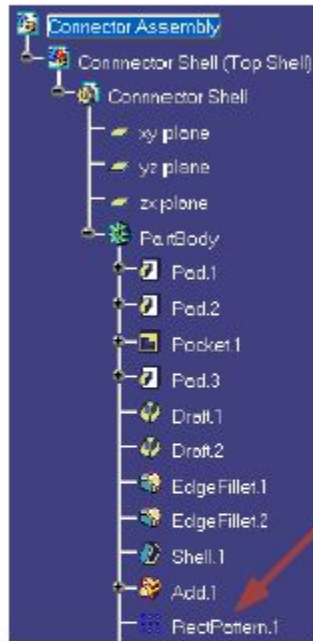 Connector Assembly
Connnector Shell (Top Shell)
Connnector Shell
xy plane
yz plane
zx plane
PartBody
Pad.1
Pad.2
Pocket.1
Pad.3
Draft.1
Draft.2
EdgeFillet.1
EdgeFillet.2
Shell.1
Add.1
RectPattern.1